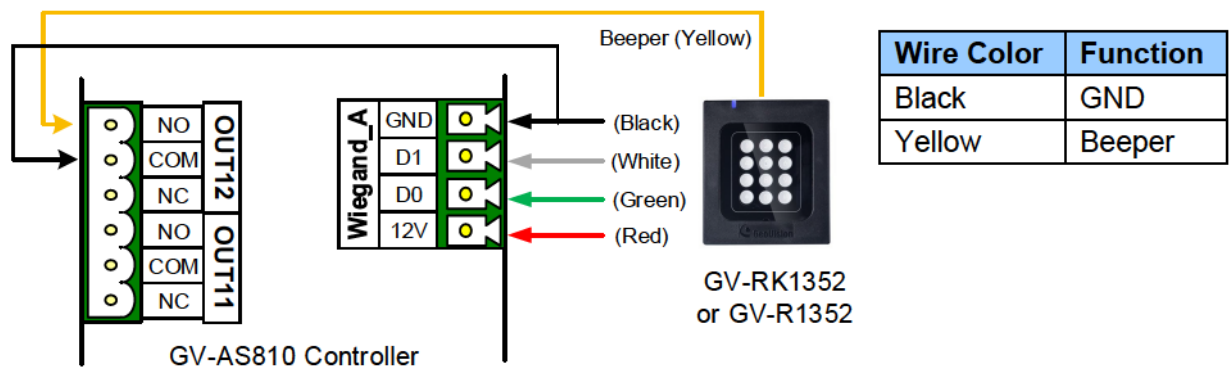 Beeper (Yellow)
NO
COM
NC
OUT12
NO
COM
NC
OUT11
Wiegand_A
GND
D1
D0
12V
(Black)
(White)
(Green)
(Red)
GV-RK1352
or GV-R1352
GV-AS810 Controller
Wire Color Function
Black GND
Yellow Beeper